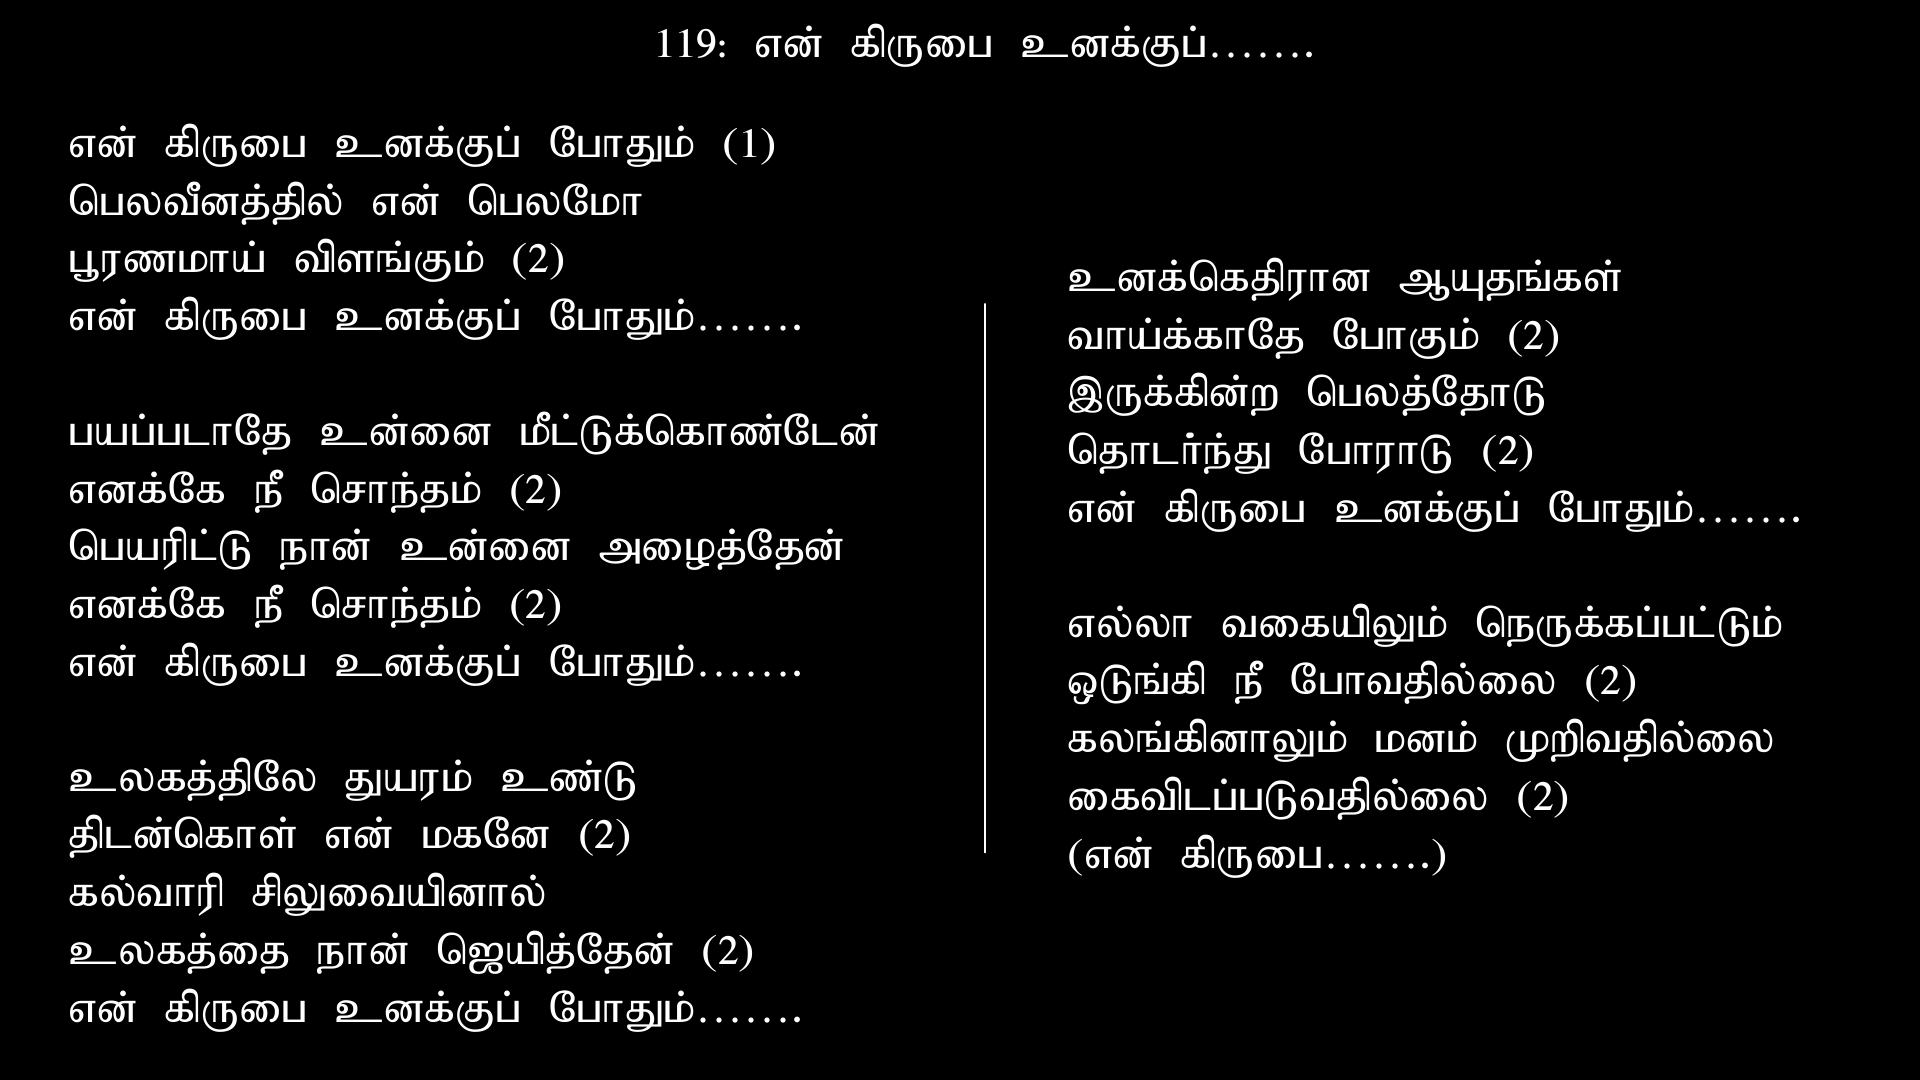 119: என் கிருபை உனக்குப்.......
என் கிருபை உனக்குப் போதும் (1)
பெலவீனத்தில் என் பெலமோ
பூரணமாய் விளங்கும் (2)
என் கிருபை உனக்குப் போதும்.......
பயப்படாதே உன்னை மீட்டுக்கொண்டேன்
எனக்கே நீ சொந்தம் (2)
பெயரிட்டு நான் உன்னை அழைத்தேன்
எனக்கே நீ சொந்தம் (2)
என் கிருபை உனக்குப் போதும்.......
உலகத்திலே துயரம் உண்டு
திடன்கொள் என் மகனே (2)
கல்வாரி சிலுவையினால்
உலகத்தை நான் ஜெயித்தேன் (2)
என் கிருபை உனக்குப் போதும்.......
உனக்கெதிரான ஆயுதங்கள்
வாய்க்காதே போகும் (2)
இருக்கின்ற பெலத்தோடு
தொடர்ந்து போராடு (2)
என் கிருபை உனக்குப் போதும்.......
எல்லா வகையிலும் நெருக்கப்பட்டும்
ஒடுங்கி நீ போவதில்லை (2)
கலங்கினாலும் மனம் முறிவதில்லை
கைவிடப்படுவதில்லை (2)
(என் கிருபை.......)